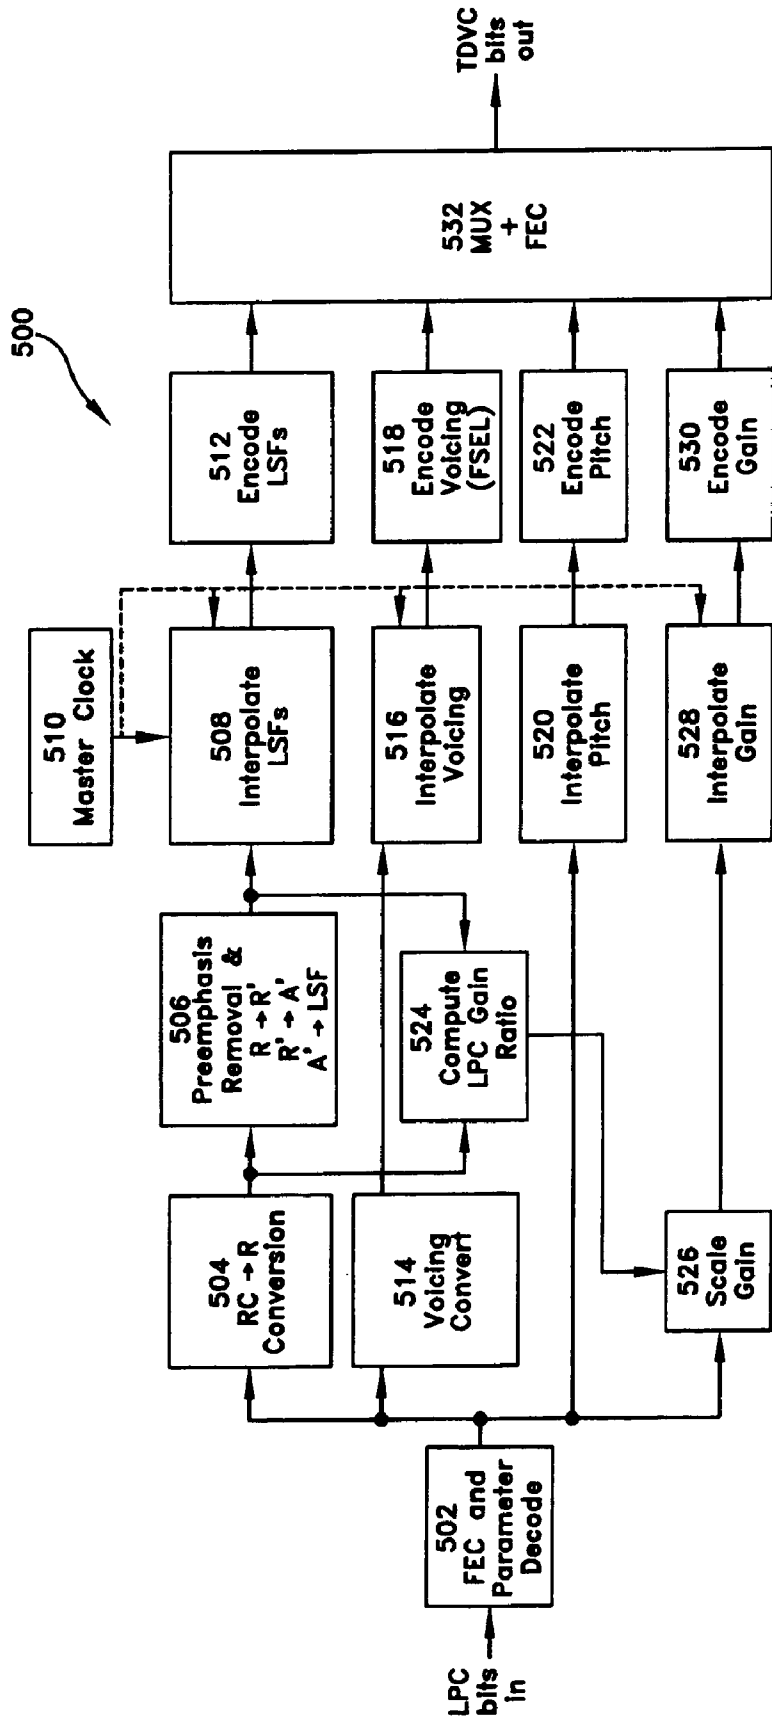 500
LPC
bits
in
502
FEC and
Parameter
Decode
504
RC → R
Conversion
506
Preemphasis
Removal &
R → R'
R' → A'
A' → LSF
510
Master Clock
508
Interpolate
LSFs
512
Encode
LSFs
514
Voicing
Convert
516
Interpolate
Voicing
518
Encode
Voicing
(FSEL)
524
Compute
LPC Gain
Ratio
520
Interpolate
Pitch
522
Encode
Pitch
526
Scale
Gain
528
Interpolate
Gain
530
Encode
Gain
532
MUX
+
FEC
TDVC
bits
out